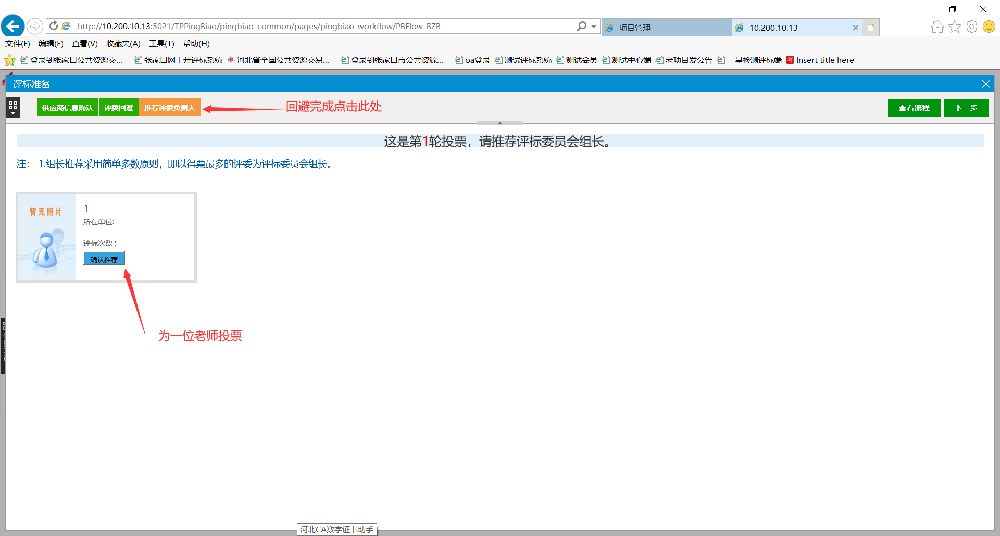 http://10.200.10.13:5021/TPPingBiao/pingbiao_common/pages/pingbiao_workflow/PBFlow_BZB
项目管理
10.200.10.13
文件(F) 编辑(E) 查看(V) 收藏夹(A) 工具(T) 帮助(H)
登录到张家口公共资源交... 张家口网上开评标系统 河北省全国公共资源交易... 登录到张家口市公共资源... oa登录 测试评标系统 测试会员 测试中心端 老项目发公告 三星检测评标端 考 Insert title here
评标准备
供应商信息确认 评委回避 推荐评委负责人 回避完成点击此处 查看流程 下一步
这是第1轮投票，请推荐评标委员会组长。
注： 1.组长推荐采用简单多数原则，即以得票最多的评委为评标委员会组长。
暂无照片
1
所在单位:
评标次数：
确认推荐
为一位老师投票
河北CA数字证书助手